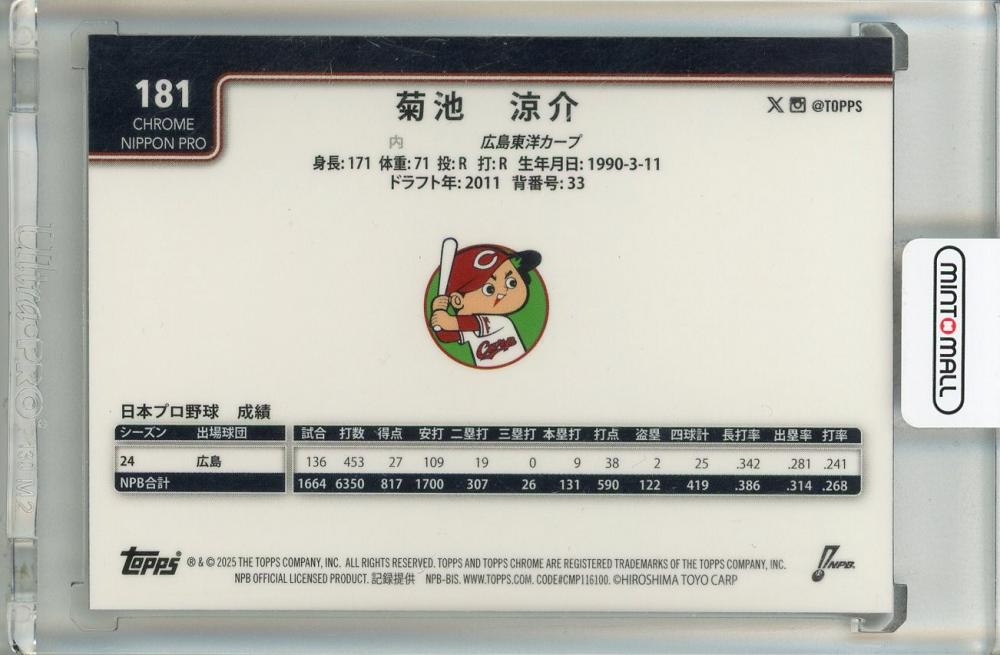 181
CHROME
NIPPON PRO
菊池 涼介
@TOPPS
内 広島東洋カープ
身長: 171 体重: 71 投: R 打: R 生年月日: 1990-3-11
ドラフト年: 2011 背番号: 33
C
Carp
MINT MALL
Ultra PRO
130 M2
日本プロ野球 成績
シーズン 出場球団 試合 打数 得点 安打 二塁打 三塁打 本塁打 打点 盗塁 四球計 長打率 出塁率 打率
24 広島 136 453 27 109 19 0 9 38 2 25 .342 .281 .241
NPB合計 1664 6350 817 1700 307 26 131 590 122 419 .386 .314 .268
Topps ® & © 2025 THE TOPPS COMPANY, INC. ALL RIGHTS RESERVED. TOPPS AND TOPPS CHROME ARE REGISTERED TRADEMARKS OF THE TOPPS COMPANY, INC.
NPB OFFICIAL LICENSED PRODUCT. 記録提供 NPB-BIS. WWW.TOPPS.COM. CODE#CMP116100. ©HIROSHIMA TOYO CARP
NPB.